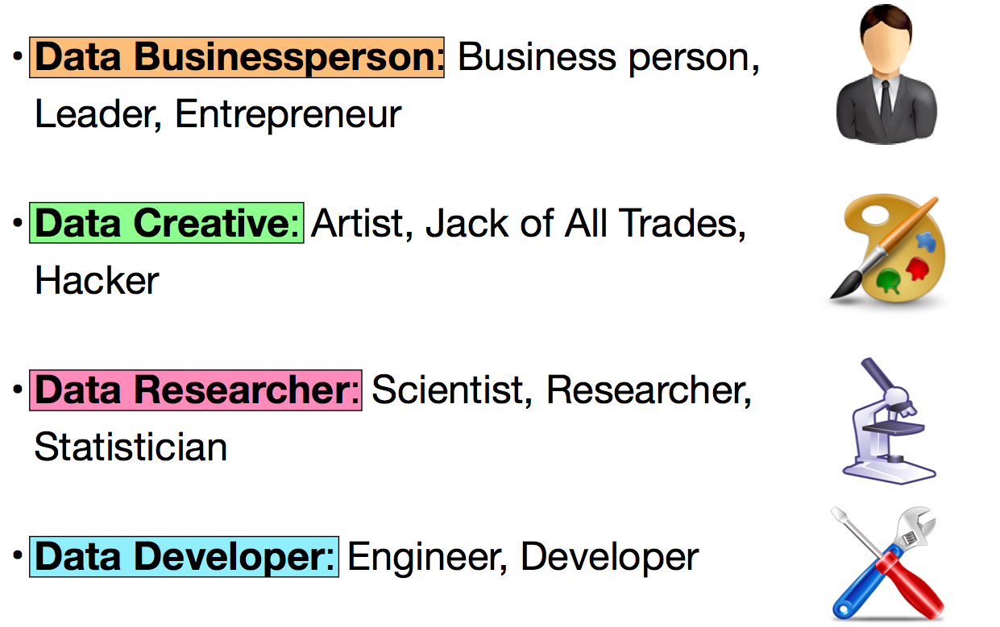 • Data Businessperson: Business person,
Leader, Entrepreneur
• Data Creative: Artist, Jack of All Trades,
Hacker
• Data Researcher: Scientist, Researcher,
Statistician
• Data Developer: Engineer, Developer